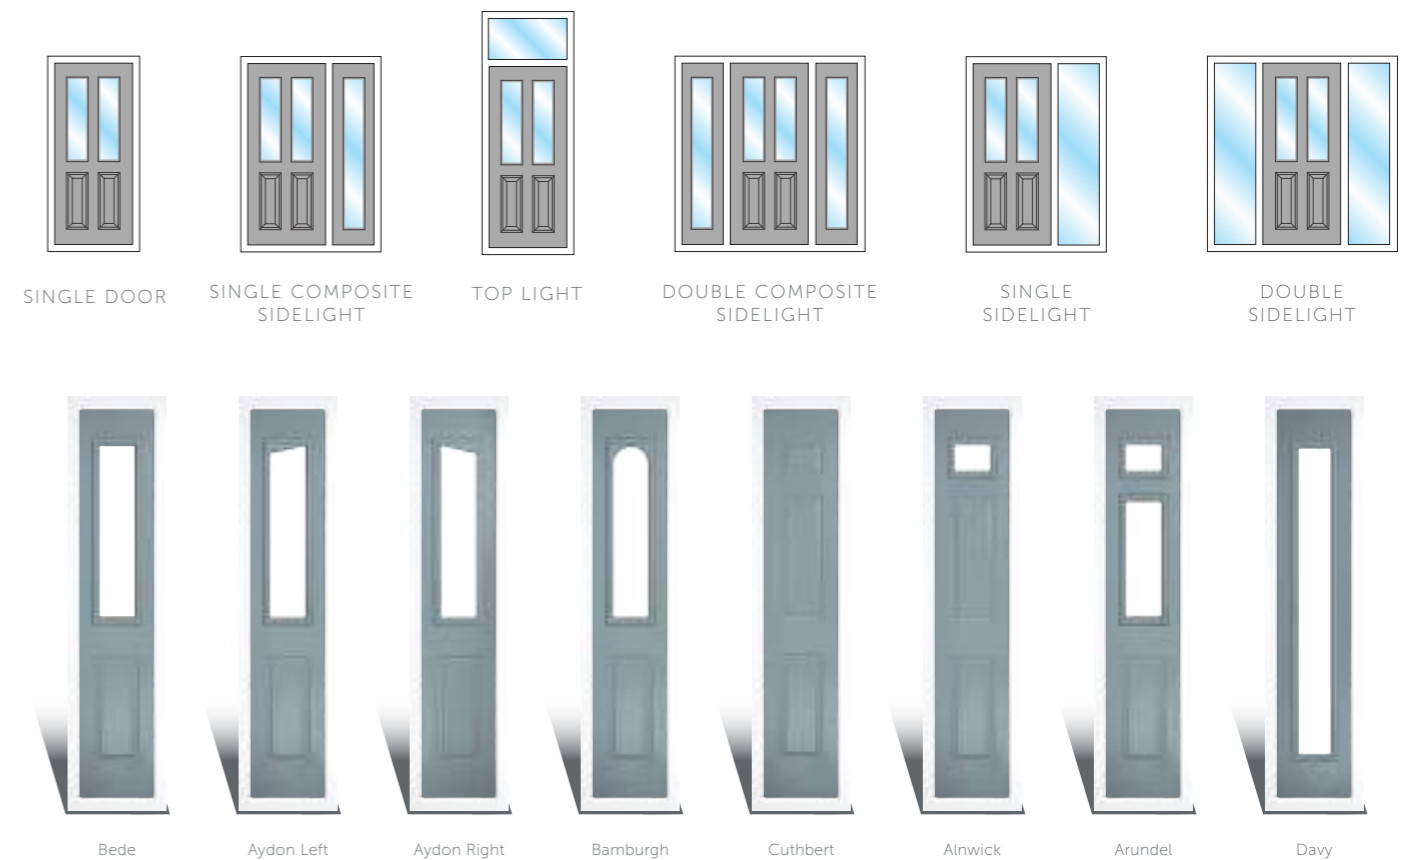 SINGLE DOOR
SINGLE COMPOSITE
SIDELIGHT
TOP LIGHT
DOUBLE COMPOSITE
SIDELIGHT
SINGLE
SIDELIGHT
DOUBLE
SIDELIGHT
Bede
Aydon Left
Aydon Right
Bamburgh
Cuthbert
Alnwick
Arundel
Davy